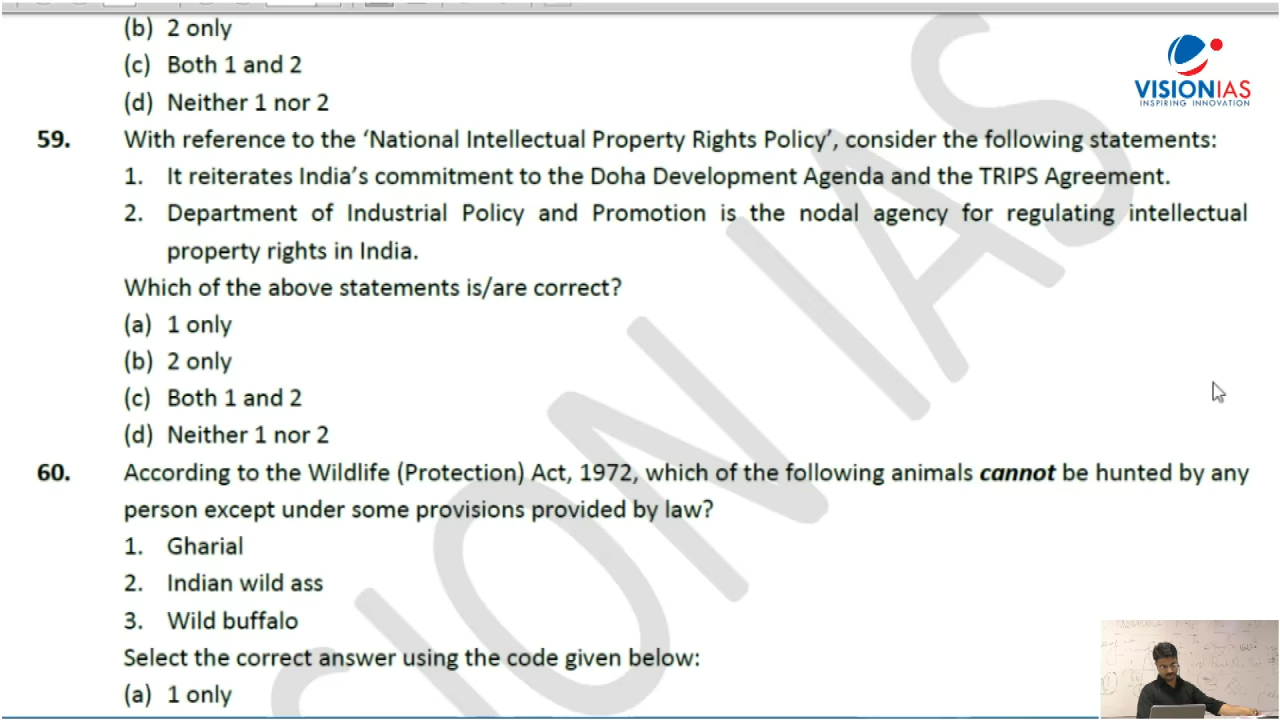 (b) 2 only
(c) Both 1 and 2
(d) Neither 1 nor 2
VISIONIAS
INSPIRING INNOVATION
59. With reference to the ‘National Intellectual Property Rights Policy’, consider the following statements:
1. It reiterates India’s commitment to the Doha Development Agenda and the TRIPS Agreement.
2. Department of Industrial Policy and Promotion is the nodal agency for regulating intellectual
property rights in India.
Which of the above statements is/are correct?
(a) 1 only
(b) 2 only
(c) Both 1 and 2
(d) Neither 1 nor 2
60. According to the Wildlife (Protection) Act, 1972, which of the following animals cannot be hunted by any
person except under some provisions provided by law?
1. Gharial
2. Indian wild ass
3. Wild buffalo
Select the correct answer using the code given below:
(a) 1 only
SION IAS